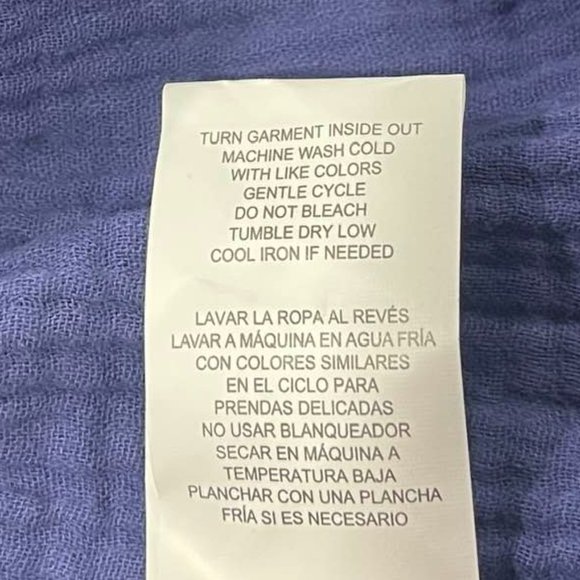 TURN GARMENT INSIDE OUT
MACHINE WASH COLD
WITH LIKE COLORS
GENTLE CYCLE
DO NOT BLEACH
TUMBLE DRY LOW
COOL IRON IF NEEDED
LAVAR LA ROPA AL REVÉS
LAVAR A MÁQUINA EN AGUA FRÍA
CON COLORES SIMILARES
EN EL CICLO PARA
PRENDAS DELICADAS
NO USAR BLANQUEADOR
SECAR EN MÁQUINA A
TEMPERATURA BAJA
PLANCHAR CON UNA PLANCHA
FRÍA SI ES NECESARIO